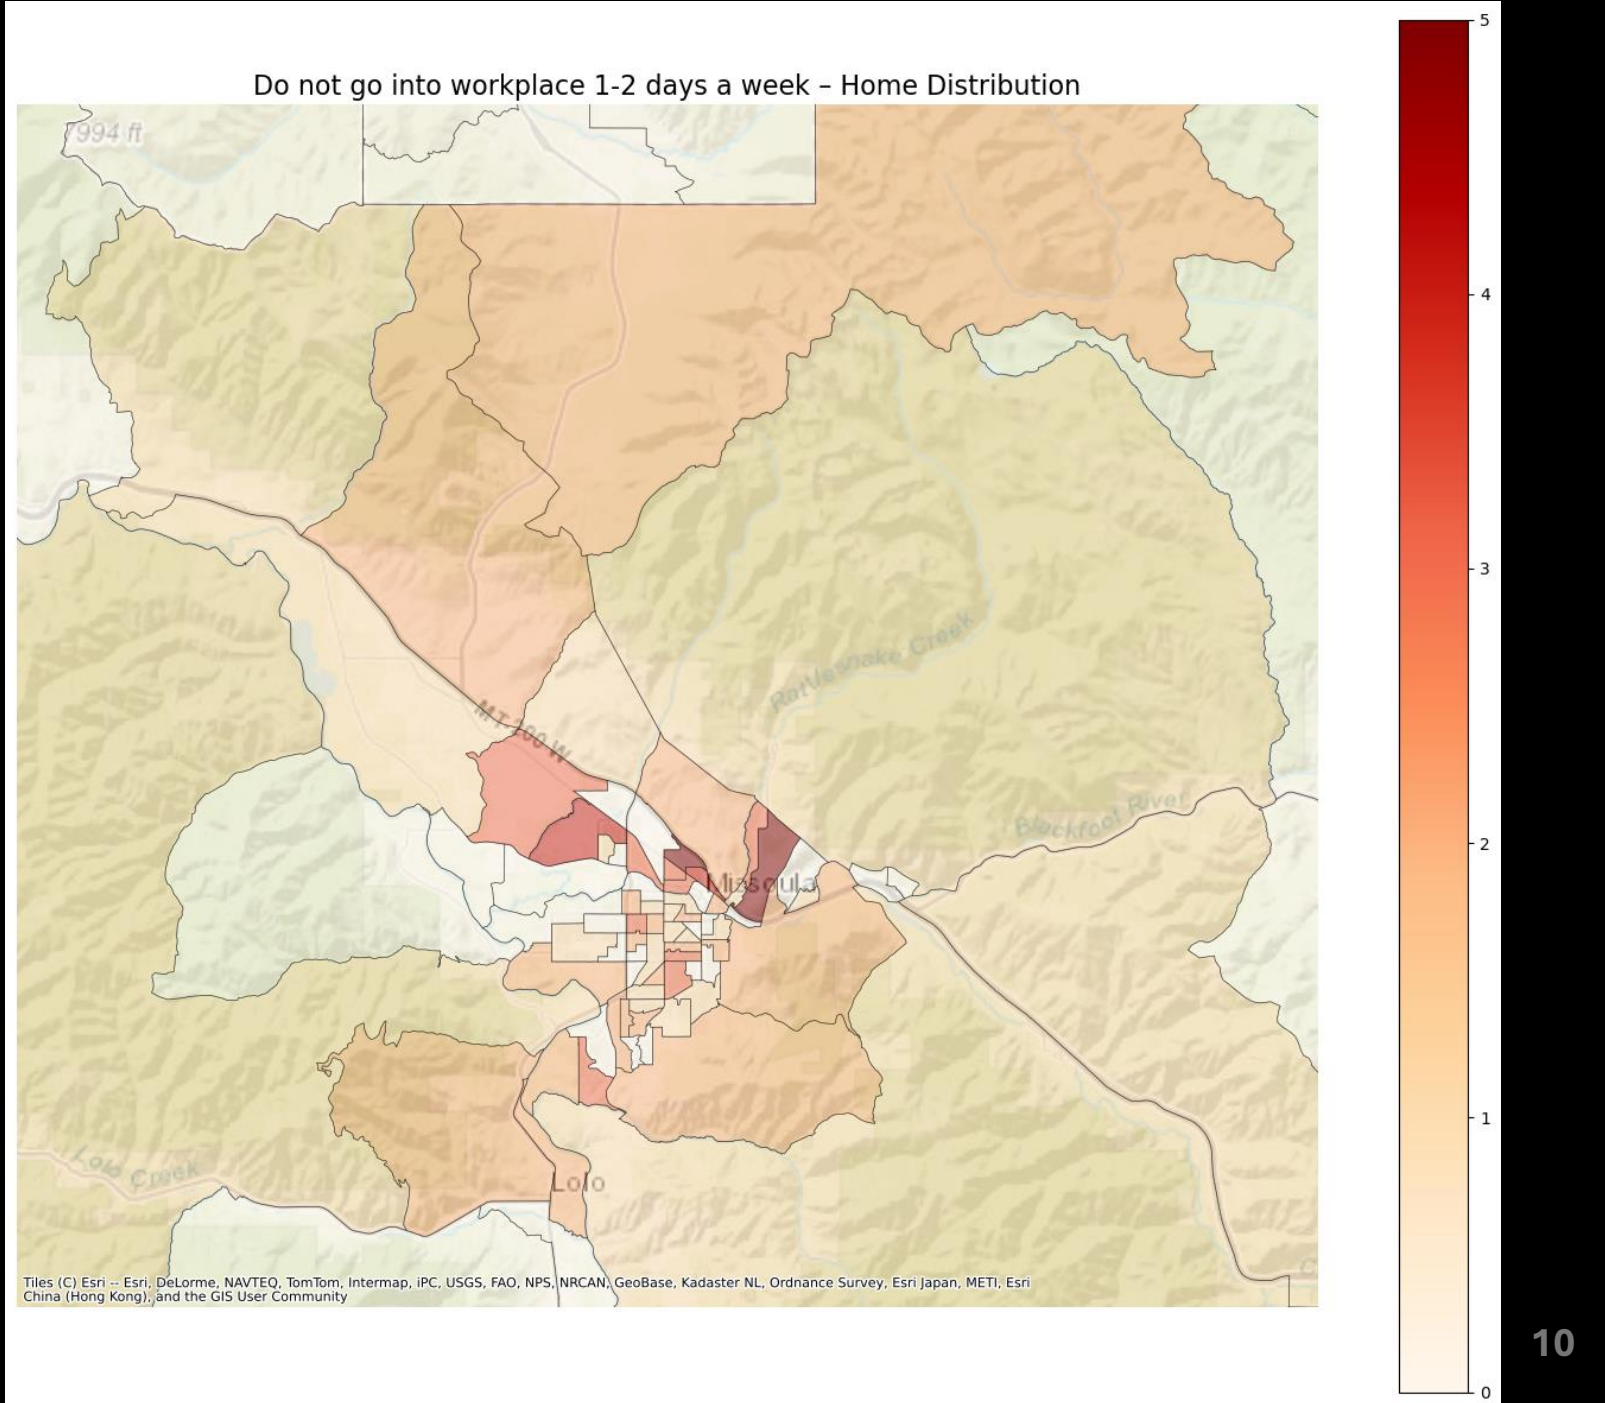 Do not go into workplace 1-2 days a week – Home Distribution
7994 ft
Rattlesnake Creek
MT-200 W
Blackfoot River
Missoula
Lolo
Lolo Creek
Tiles (C) Esri -- Esri, DeLorme, NAVTEQ, TomTom, Intermap, iPC, USGS, FAO, NPS, NRCAN, GeoBase, Kadaster NL, Ordnance Survey, Esri Japan, METI, Esri
China (Hong Kong), and the GIS User Community
5
4
3
2
1
0
10